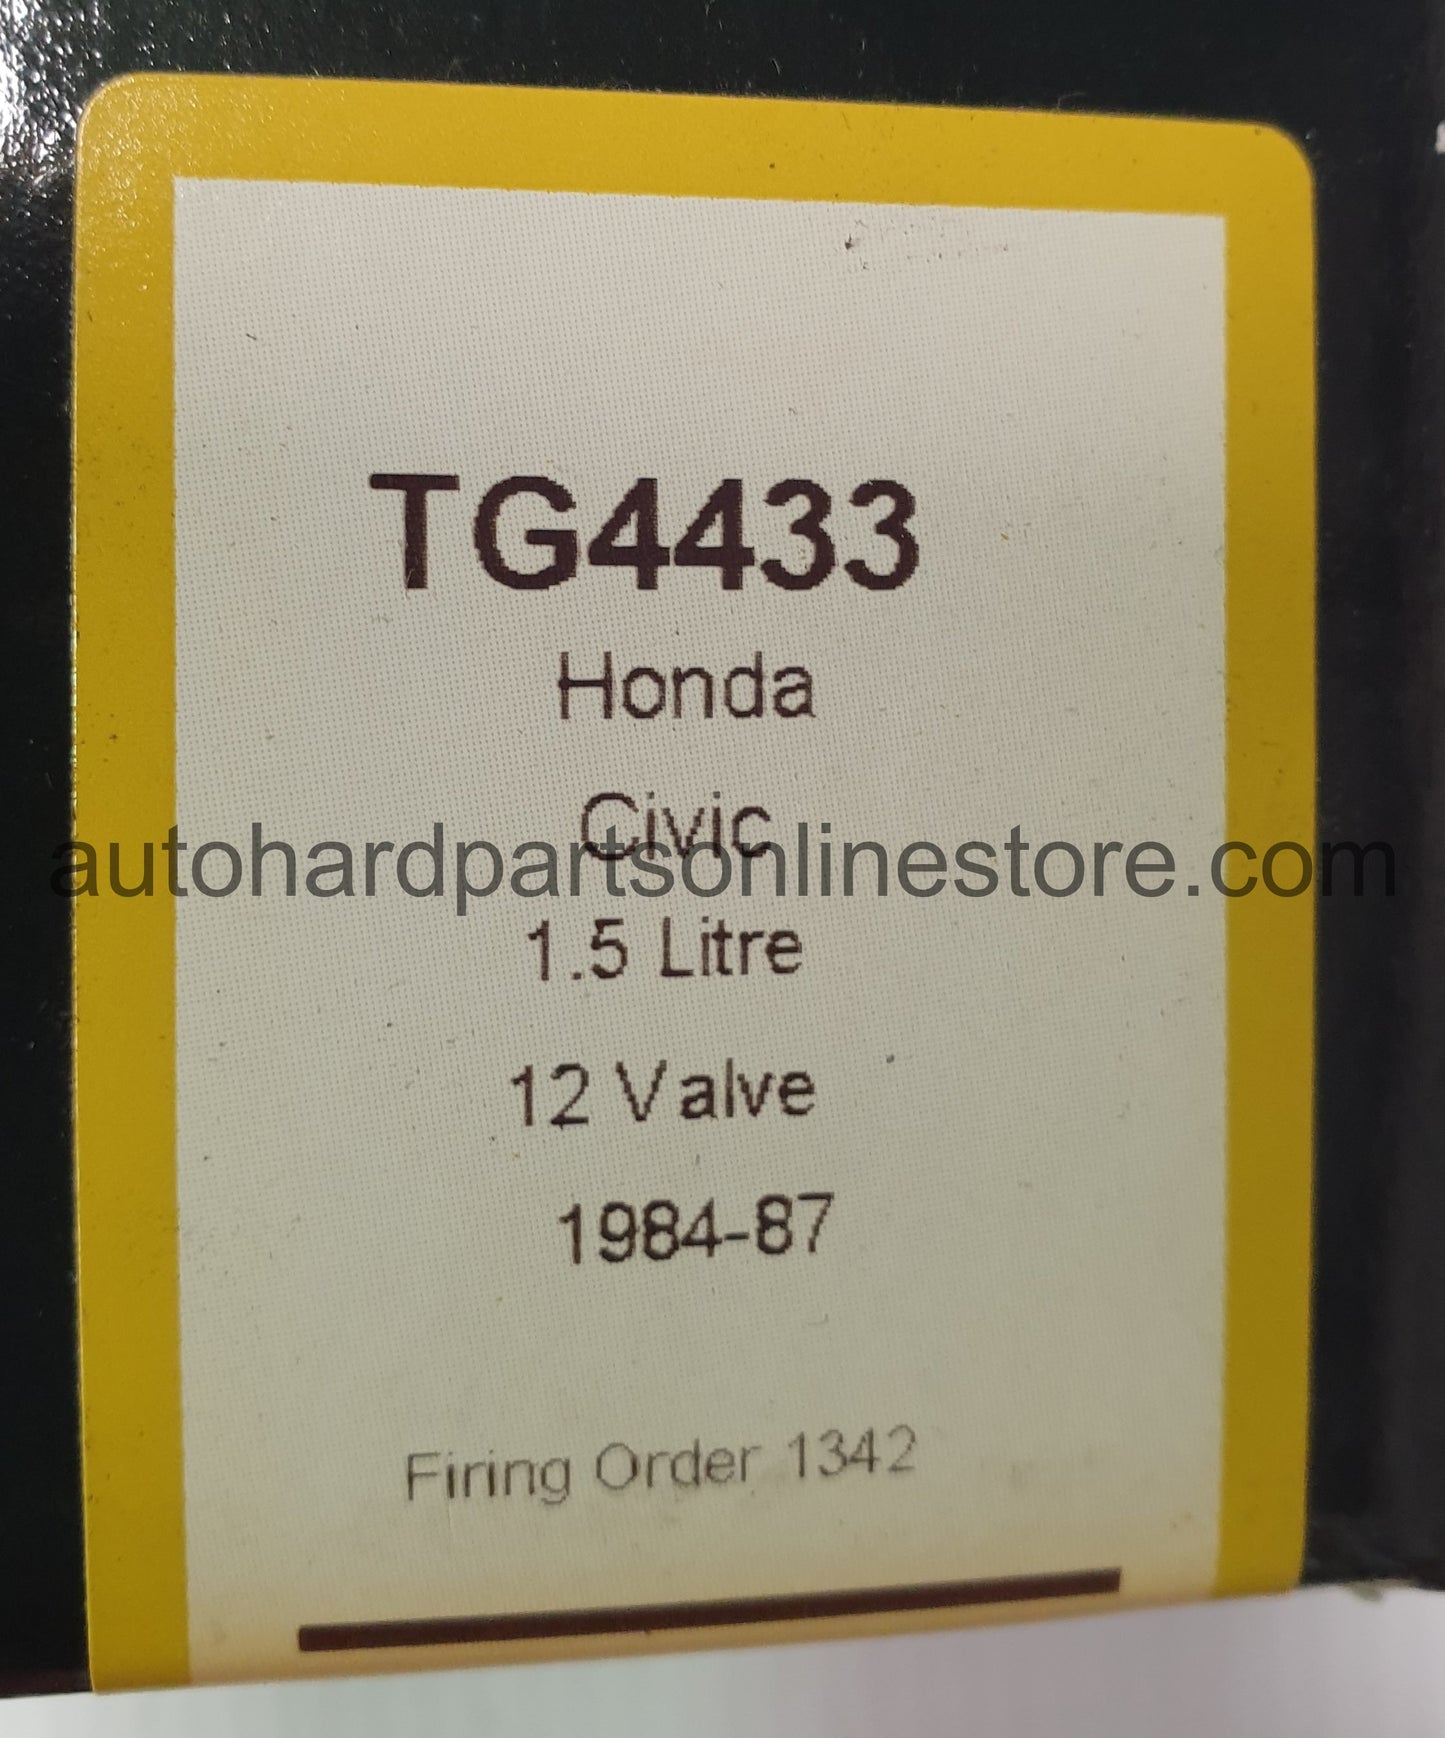 TG4433
Honda
Civic
autohardpartsonlinestore.com
1.5 Litre
12 Valve
1984-87
Firing Order 1342